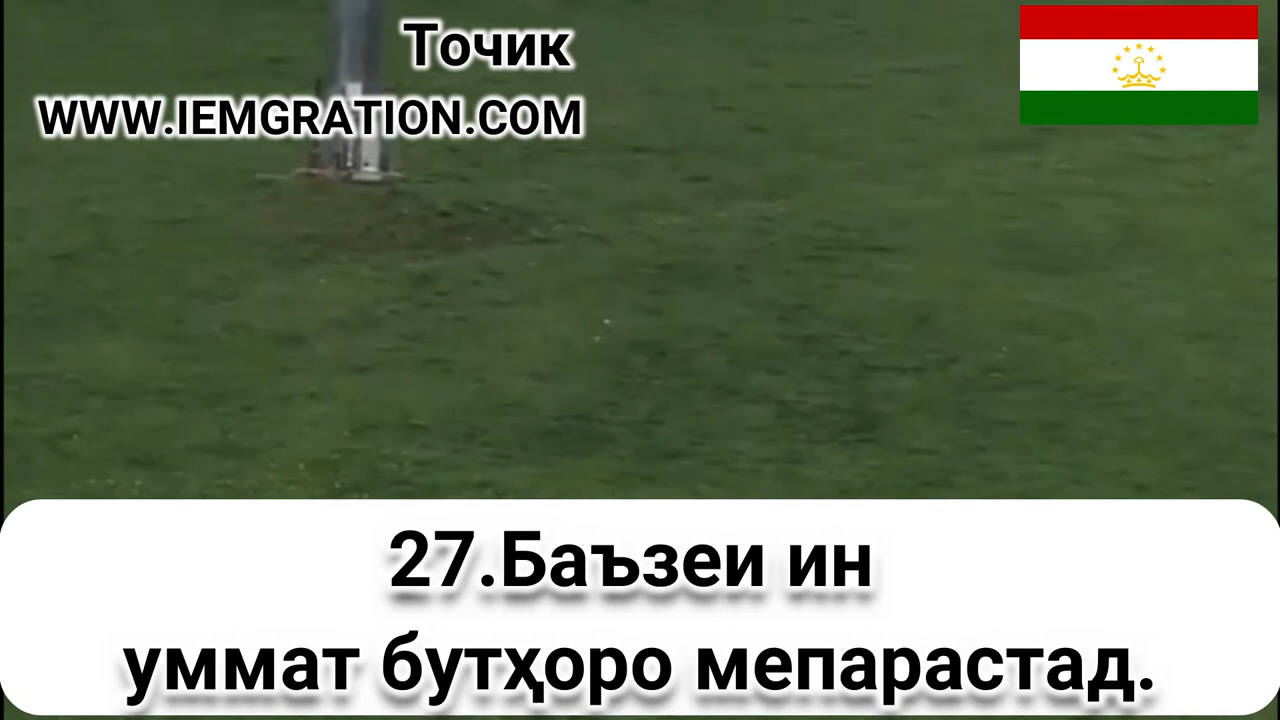 Точик
WWW.IEMGRATION.COM
27.Баъзеи ин
уммат бутҳоро мепарастад.